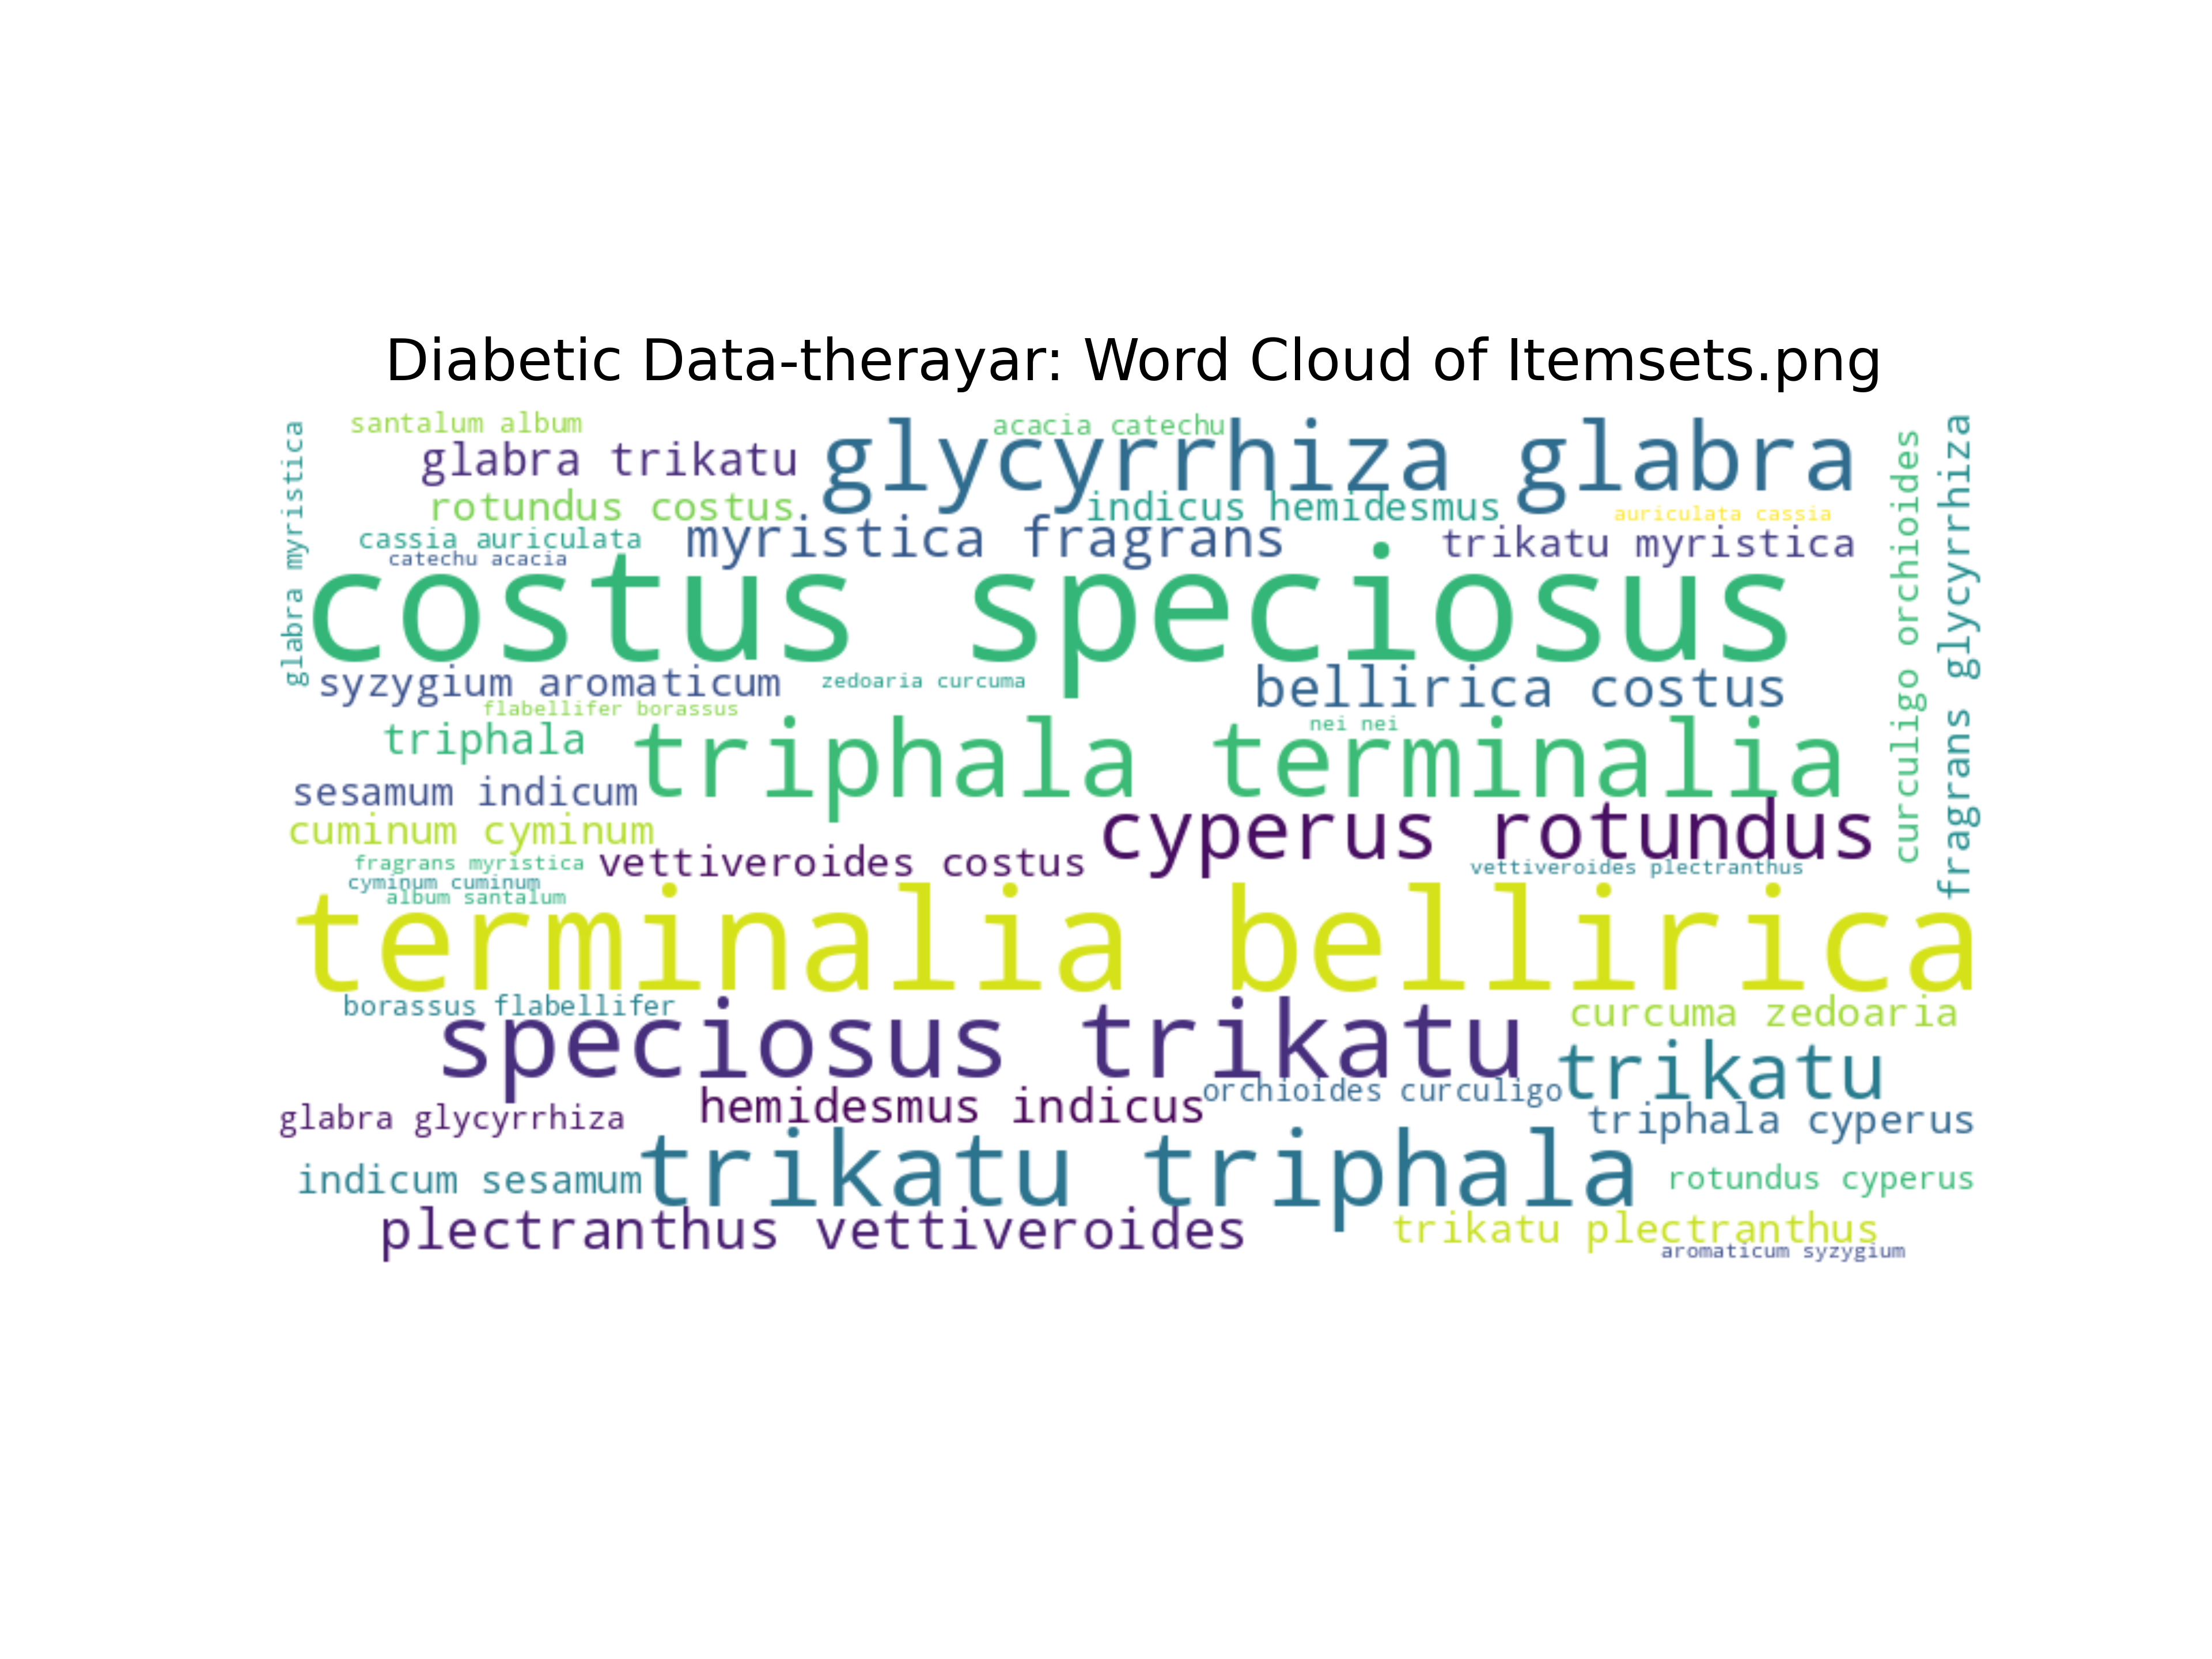 Diabetic Data-therayar: Word Cloud of Itemsets.png
santalum album
acacia catechu
glabra trikatu
glycyrrhiza glabra
rotundus costus
indicus hemidesmus
auriculata cassia
cassia auriculata
myristica fragrans
trikatu myristica
catechu acacia
glabra myristica
costus speciosus
curculigo orchioides
fragrans glycyrrhiza
syzygium aromaticum
zedoaria curcuma
bellirica costus
flabellifer borassus
nei nei
triphala
triphala terminalia
sesamum indicum
cuminum cyminum
cyperus rotundus
fragrans myristica
vettiveroides costus
vettiveroides plectranthus
cyminum cuminum
album santalum
terminalia bellirica
borassus flabellifer
curcuma zedoaria
speciosus trikatu
trikatu
orchioides curculigo
glabra glycyrrhiza
hemidesmus indicus
triphala cyperus
indicum sesamum
trikatu triphala
rotundus cyperus
plectranthus vettiveroides
trikatu plectranthus
aromaticum syzygium